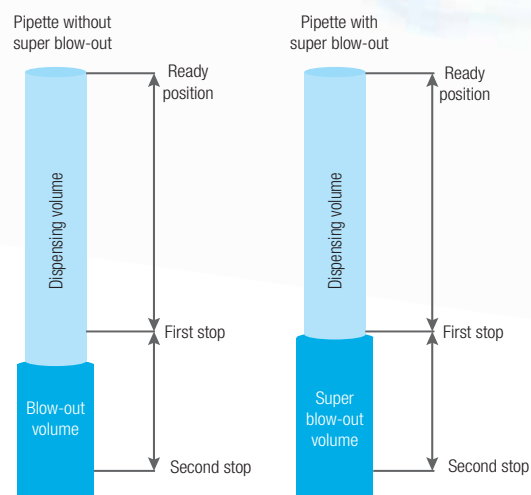 Pipette without
super blow-out
Ready
position
Dispensing volume
First stop
Blow-out
volume
Second stop
Pipette with
super blow-out
Ready
position
Dispensing volume
First stop
Super
blow-out
volume
Second stop